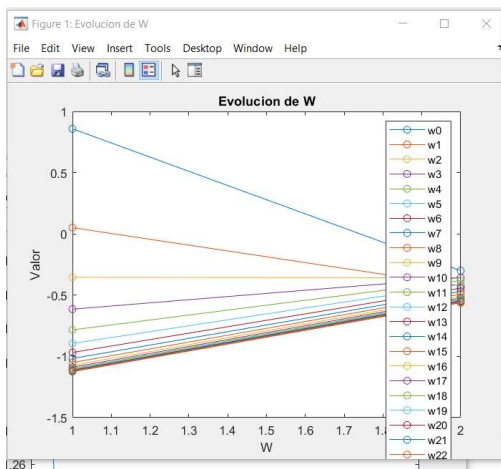 Figure 1: Evolucion de W
File Edit View Insert Tools Desktop Window Help
Evolucion de W
1
0.5
0
-0.5
-1
-1.5
Valor
1 1.1 1.2 1.3 1.4 1.5 1.6 1.7 1.8 2
W
w0
w1
w2
w3
w4
w5
w6
w7
w8
w9
w10
w11
w12
w13
w14
w15
w16
w17
w18
w19
w20
w21
w22
.26